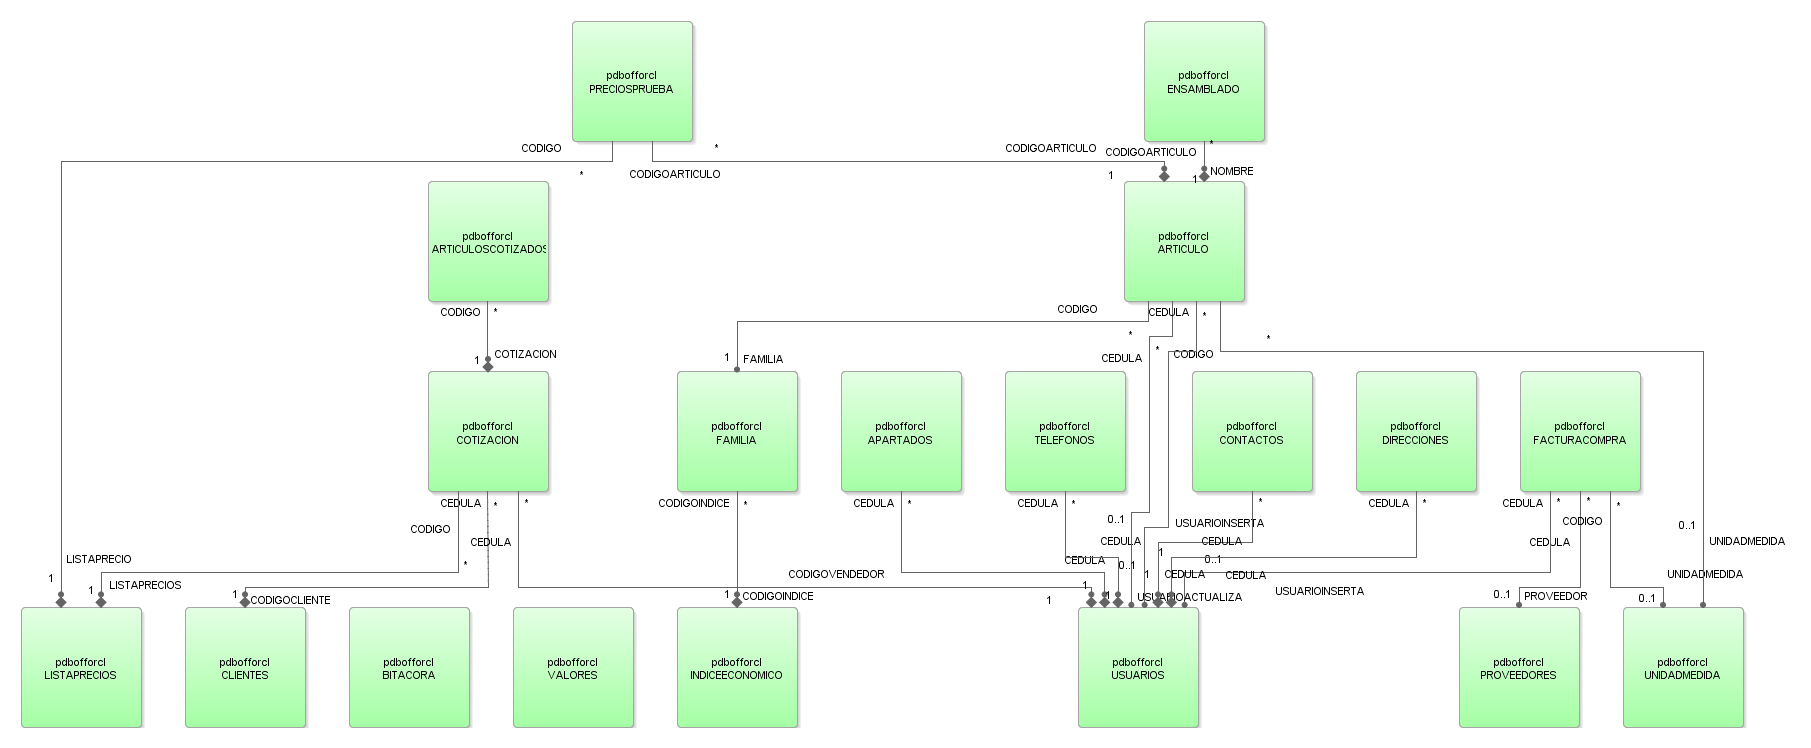 pdbofforcl
PRECIOSPRUEBA
pdbofforcl
ENSAMBLADO
CODIGO
*
CODIGOARTICULO
CODIGOARTICULO
*
*
CODIGOARTICULO
1
1
NOMBRE
pdbofforcl
ARTICULOSCOTIZADOS
pdbofforcl
ARTICULO
CODIGO
*
CODIGO
CEDULA
*
*
*
1
COTIZACION
1
FAMILIA
CEDULA
*
CODIGO
pdbofforcl
COTIZACION
pdbofforcl
FAMILIA
pdbofforcl
APARTADOS
pdbofforcl
TELEFONOS
pdbofforcl
CONTACTOS
pdbofforcl
DIRECCIONES
pdbofforcl
FACTURACOMPRA
CEDULA
*
*
CODIGOINDICE
*
CEDULA
*
CEDULA
*
CEDULA
*
CEDULA
*
CEDULA
*
*
*
CODIGO
CEDULA
0..1
USUARIOINSERTA
CODIGO
0..1
CEDULA
CEDULA
CEDULA
UNIDADMEDIDA
LISTAPRECIO
*
CEDULA
0..1
1
0..1
1
LISTAPRECIOS
1
CODIGOVENDEDOR
1
1
CEDULA
CEDULA
UNIDADMEDIDA
1
CODIGOCLIENTE
1
CODIGOINDICE
1
1
USUARIOACTUALIZA
USUARIOINSERTA
0..1
PROVEEDOR
0..1
pdbofforcl
LISTAPRECIOS
pdbofforcl
CLIENTES
pdbofforcl
BITACORA
pdbofforcl
VALORES
pdbofforcl
INDICEECONOMICO
pdbofforcl
USUARIOS
pdbofforcl
PROVEEDORES
pdbofforcl
UNIDADMEDIDA